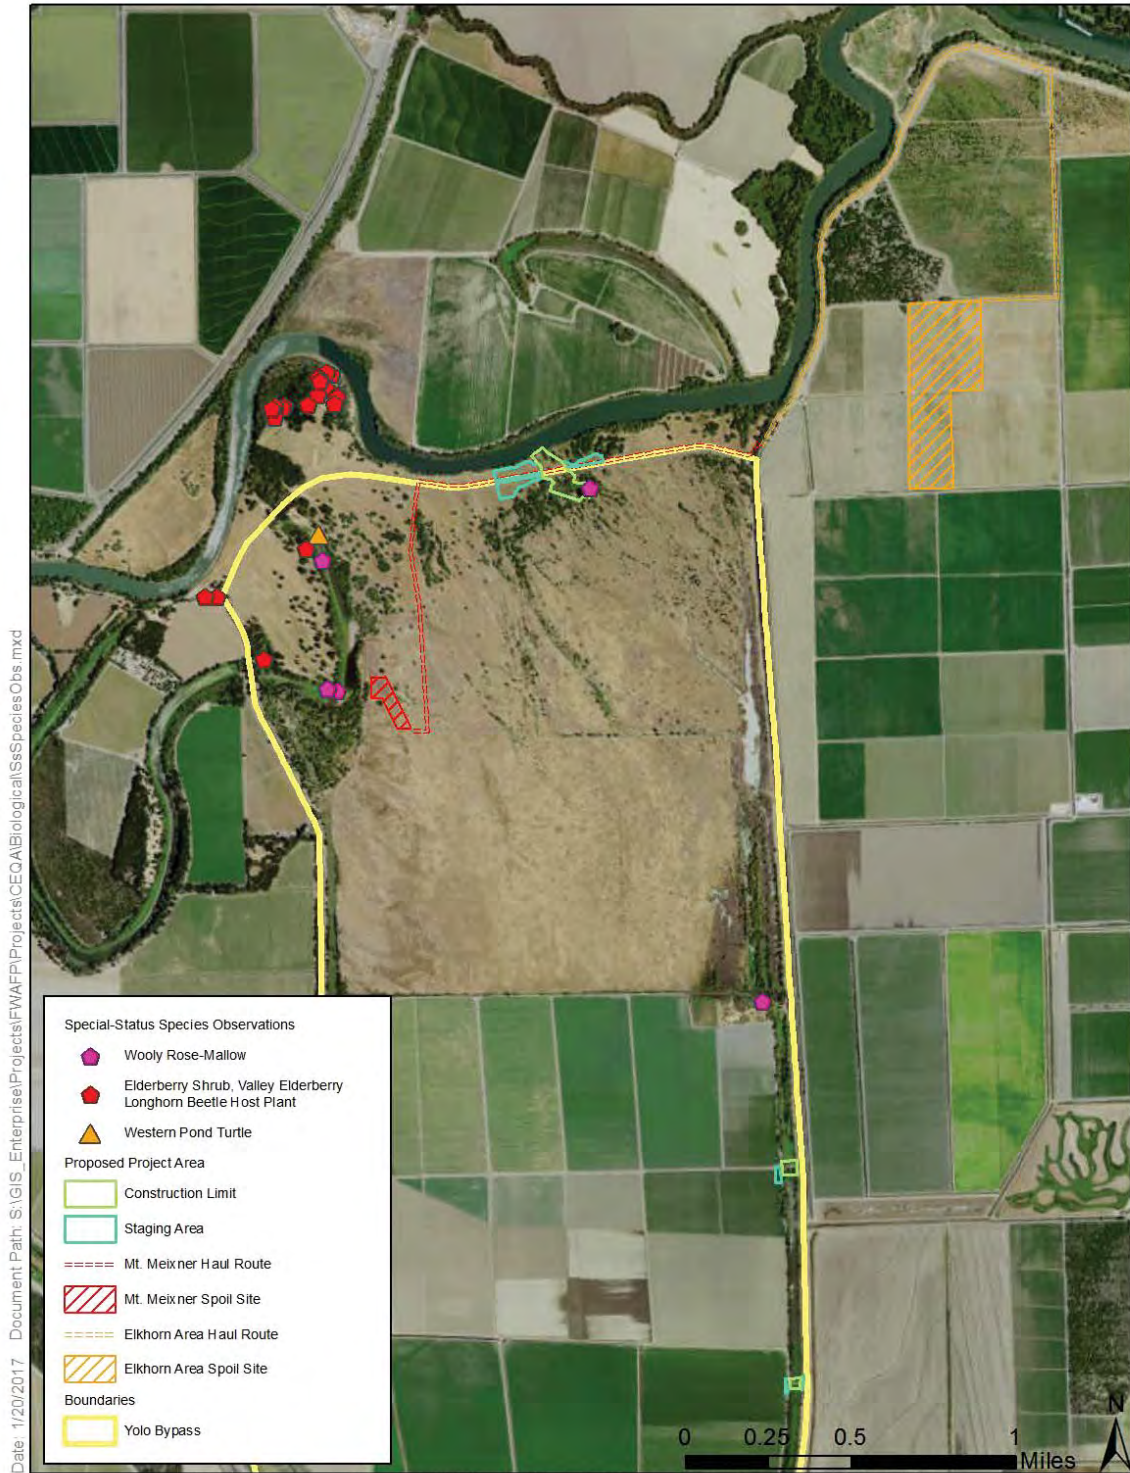 Special-Status Species Observations
Wooly Rose-Mallow
Elderberry Shrub, Valley Elderberry
Longhorn Beetle Host Plant
Western Pond Turtle
Proposed Project Area
Construction Limit
Staging Area
Mt. Meixner Haul Route
Mt. Meixner Spoil Site
Elkhorn Area Haul Route
Elkhorn Area Spoil Site
Boundaries
Yolo Bypass
0 0.25 0.5 1
Miles
N
Date: 1/20/2017 Document Path: S:\GIS_Enterprise\Projects\FWAFP\Projects\CEQA\Biological\SsSpeciesObs.mxd